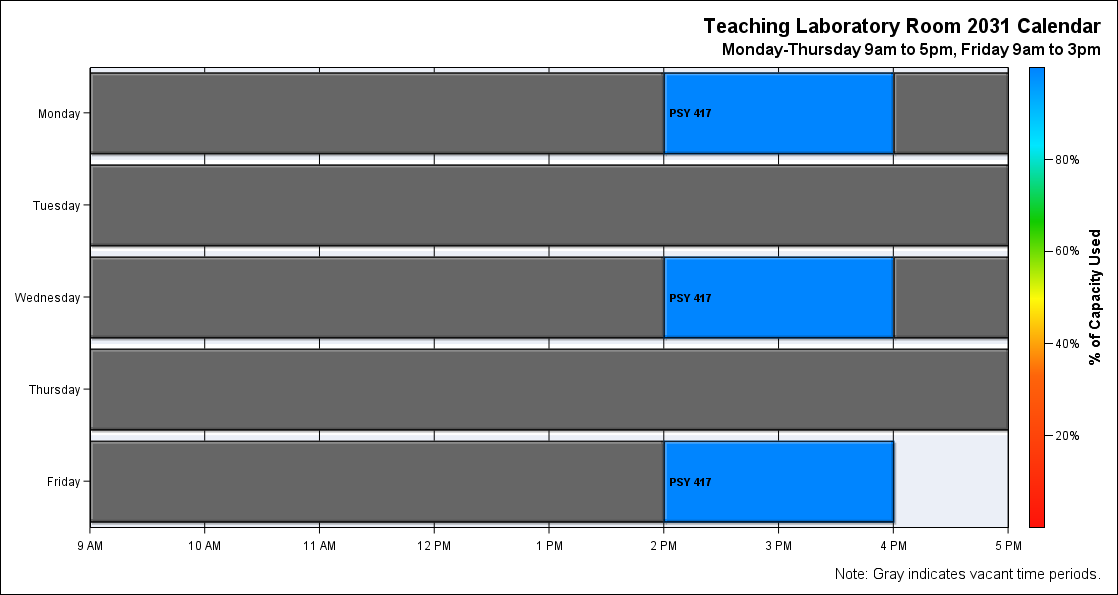 Teaching Laboratory Room 2031 Calendar
Monday-Thursday 9am to 5pm, Friday 9am to 3pm
Monday
PSY 417
Tuesday
Wednesday
PSY 417
Thursday
Friday
PSY 417
9 AM 10 AM 11 AM 12 PM 1 PM 2 PM 3 PM 4 PM 5 PM
80%
60%
40%
20%
% of Capacity Used
Note: Gray indicates vacant time periods.